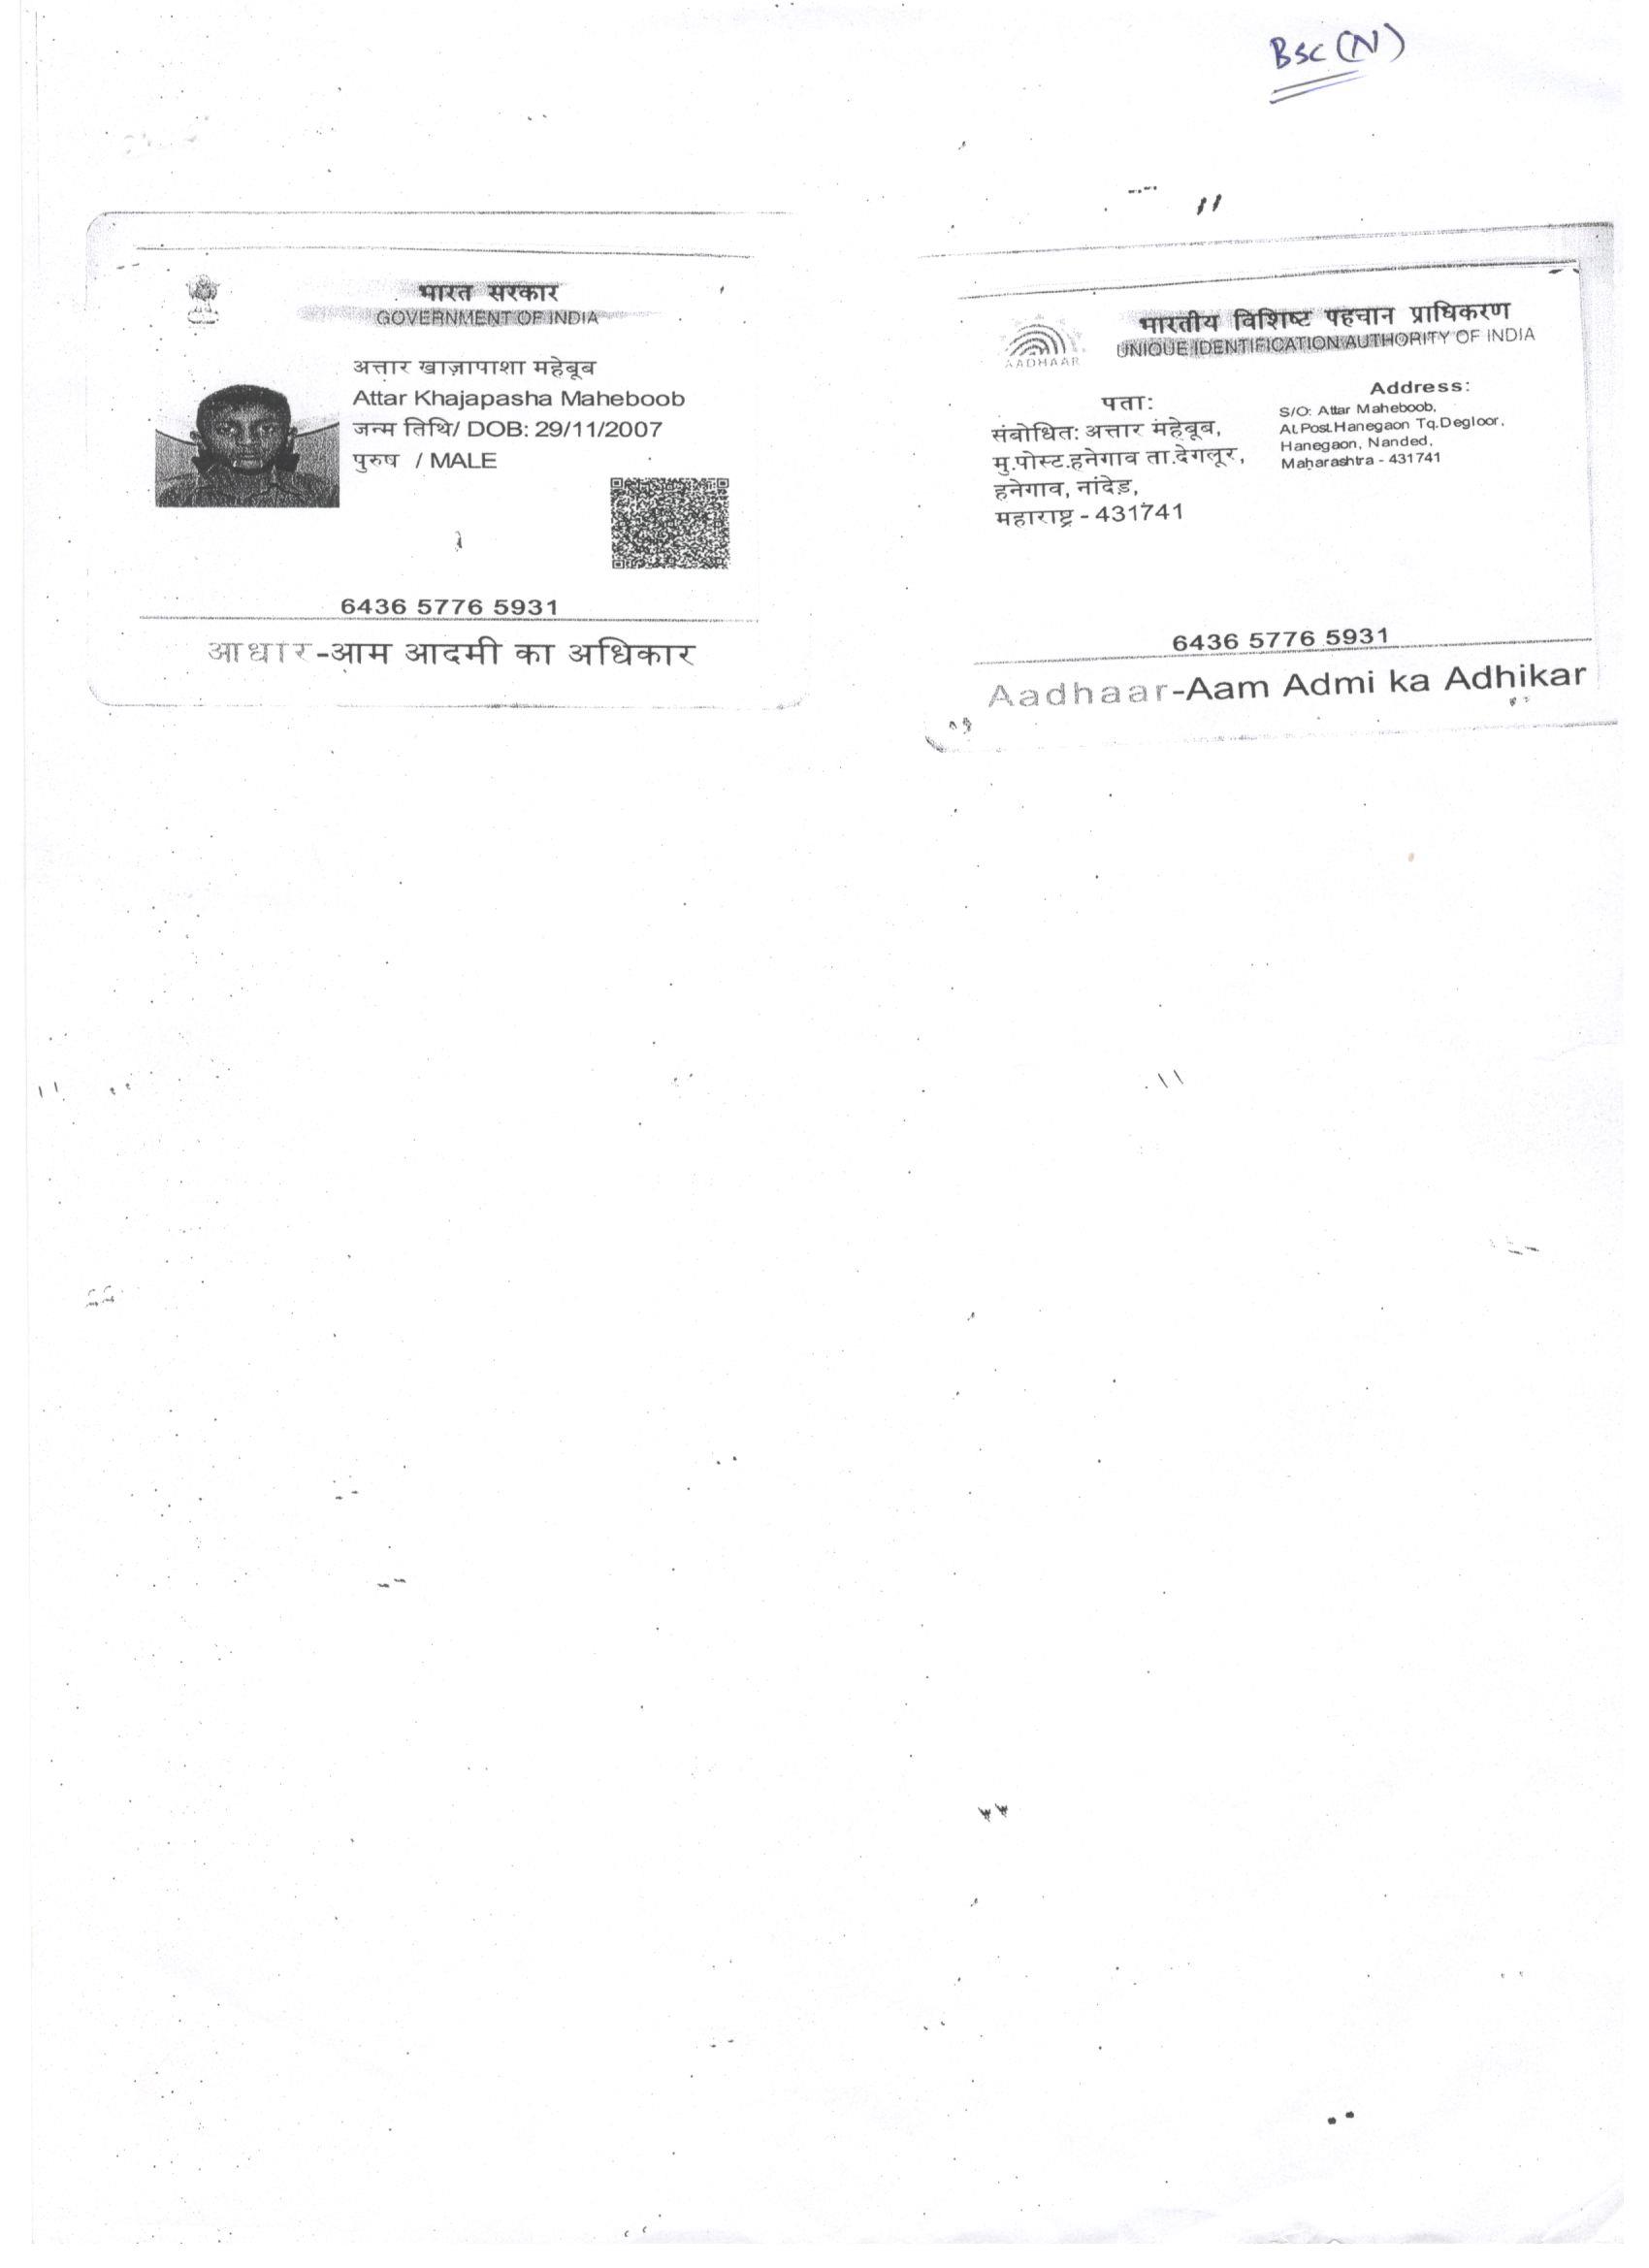 Bsc (N)
भारत सरकार
GOVERNMENT OF INDIA
अत्तार खाज़ापाशा महेबूब
Attar Khajapasha Maheboob
जन्म तिथि/ DOB: 29/11/2007
पुरुष / MALE
6436 5776 5931
आधार-आम आदमी का अधिकार
भारतीय विशिष्ट पहचान प्राधिकरण
UNIQUE IDENTIFICATION AUTHORITY OF INDIA
AADHAAR
पता:
संबोधित: अत्तार महेबूब,
मु.पोस्ट.हनेगाव ता.देगलूर,
हनेगाव, नांदेड़,
महाराष्ट्र - 431741
Address:
S/O: Attar Maheboob,
At.Post.Hanegaon Tq.Degloor,
Hanegaon, Nanded,
Maharashtra - 431741
6436 5776 5931
Aadhaar-Aam Admi ka Adhikar